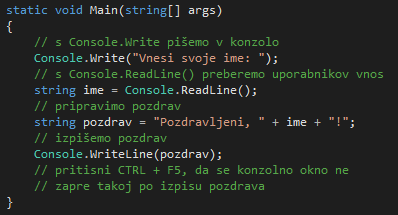 static void Main(string[] args)
{
// s Console.Write pišemo v konzolo
Console.Write("Vnesi svoje ime: ");
// s Console.ReadLine() preberemo uporabnikov vnos
string ime = Console.ReadLine();
// pripravimo pozdrav
string pozdrav = "Pozdravljeni, " + ime + "!";
// izpišemo pozdrav
Console.WriteLine(pozdrav);
// pritisni CTRL + F5, da se konzolno okno ne
// zapre takoj po izpisu pozdrava
}